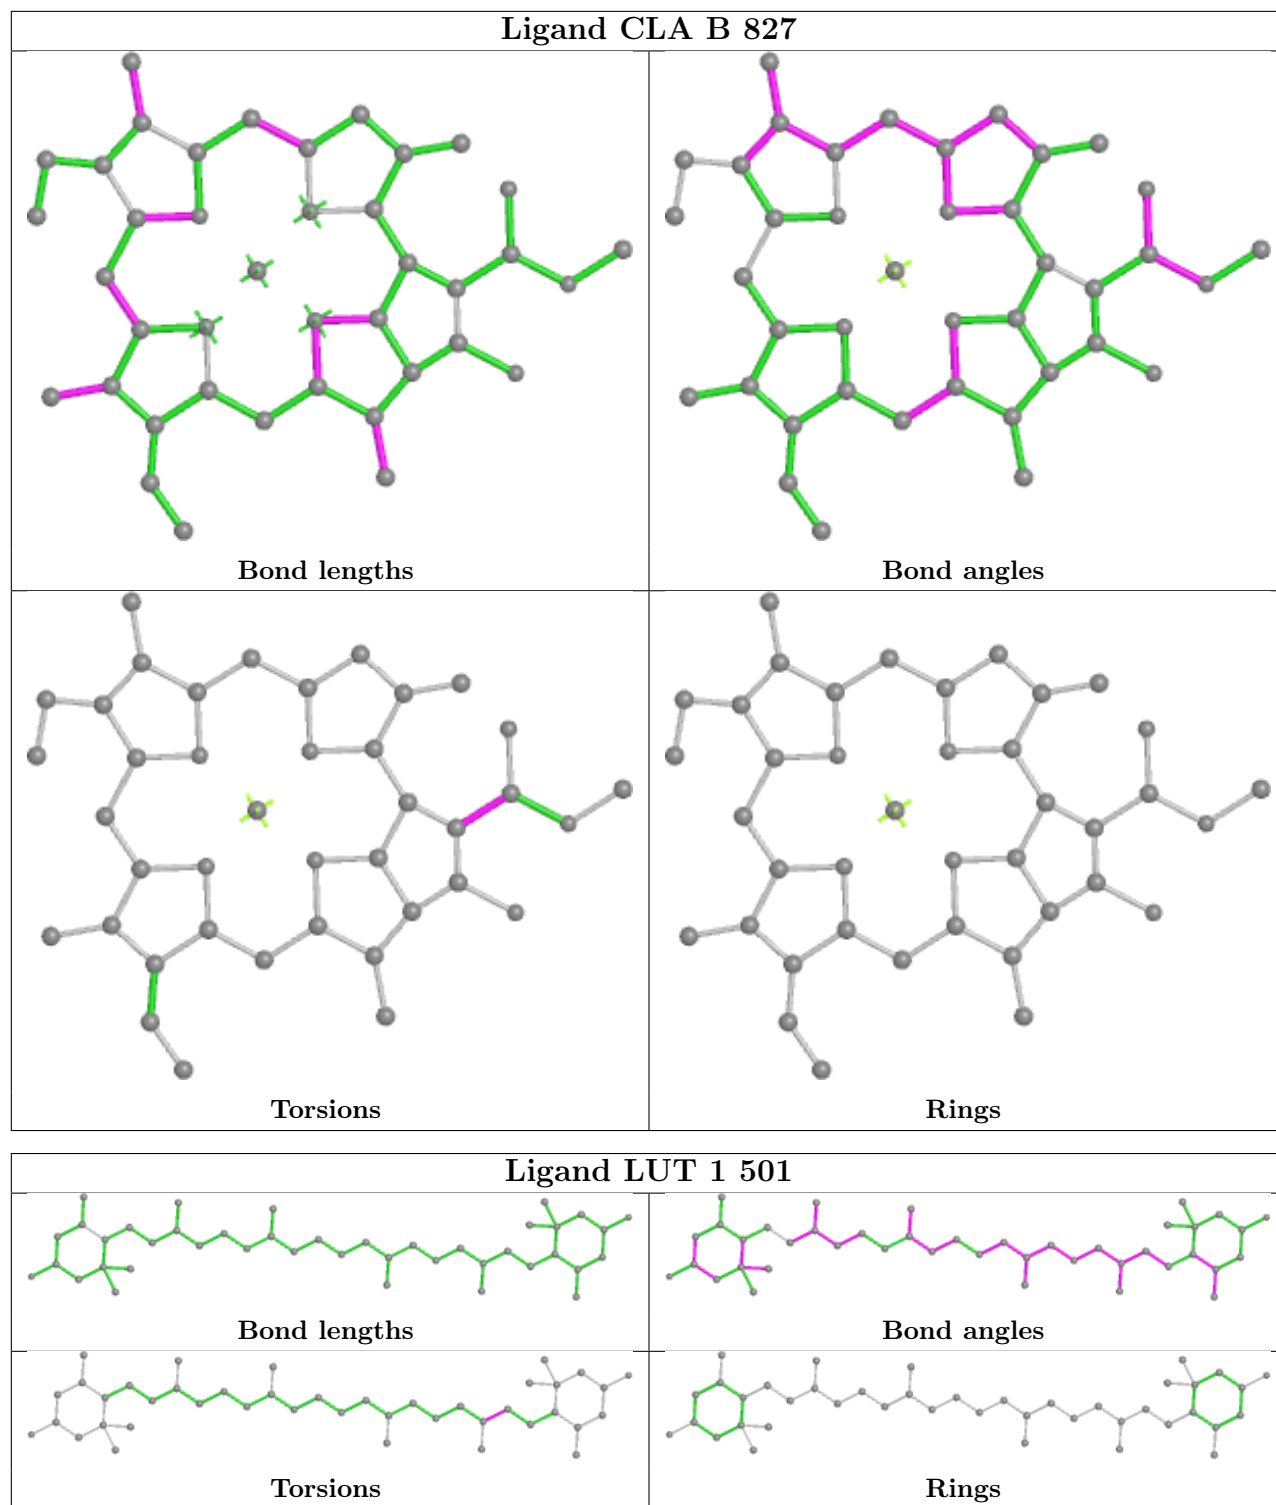 Ligand CLA B 827
Bond lengths
Bond angles
Torsions
Rings
Ligand LUT 1 501
Bond lengths
Bond angles
Torsions
Rings